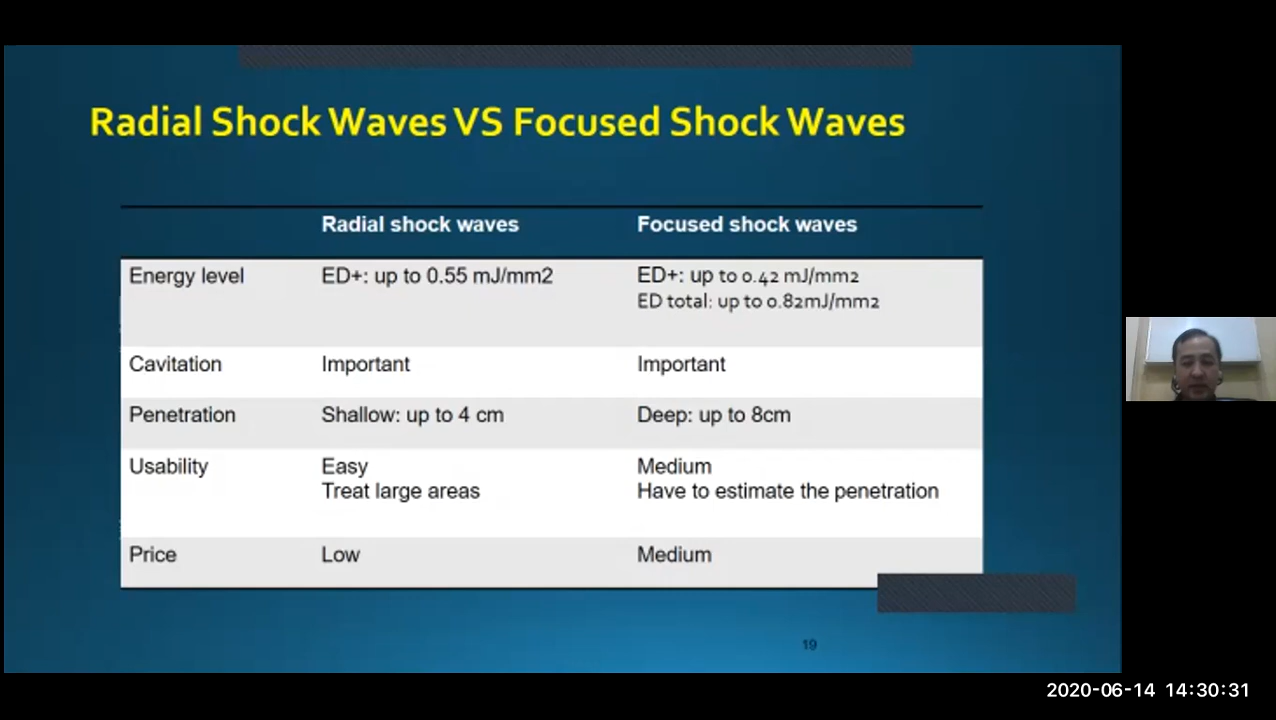 Radial Shock Waves VS Focused Shock Waves
Radial shock waves Focused shock waves
Energy level ED+: up to 0.55 mJ/mm2 ED+: up to 0.42 mJ/mm2
ED total: up to 0.82mJ/mm2
Cavitation Important Important
Penetration Shallow: up to 4 cm Deep: up to 8cm
Usability Easy Medium
Treat large areas Have to estimate the penetration
Price Low Medium
19
2020-06-14 14:30:31